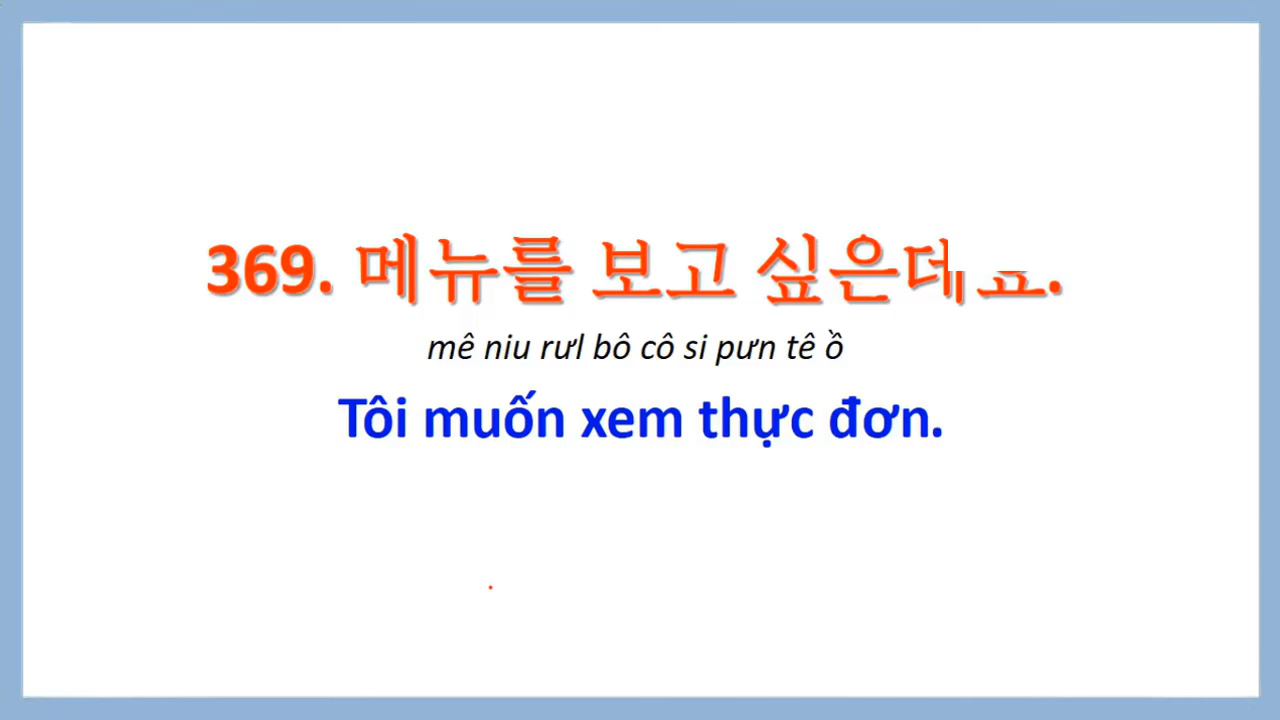 369. 메뉴를 보고 싶은데요.
mê niu rưl bô cô si pưn tê ồ
Tôi muốn xem thực đơn.